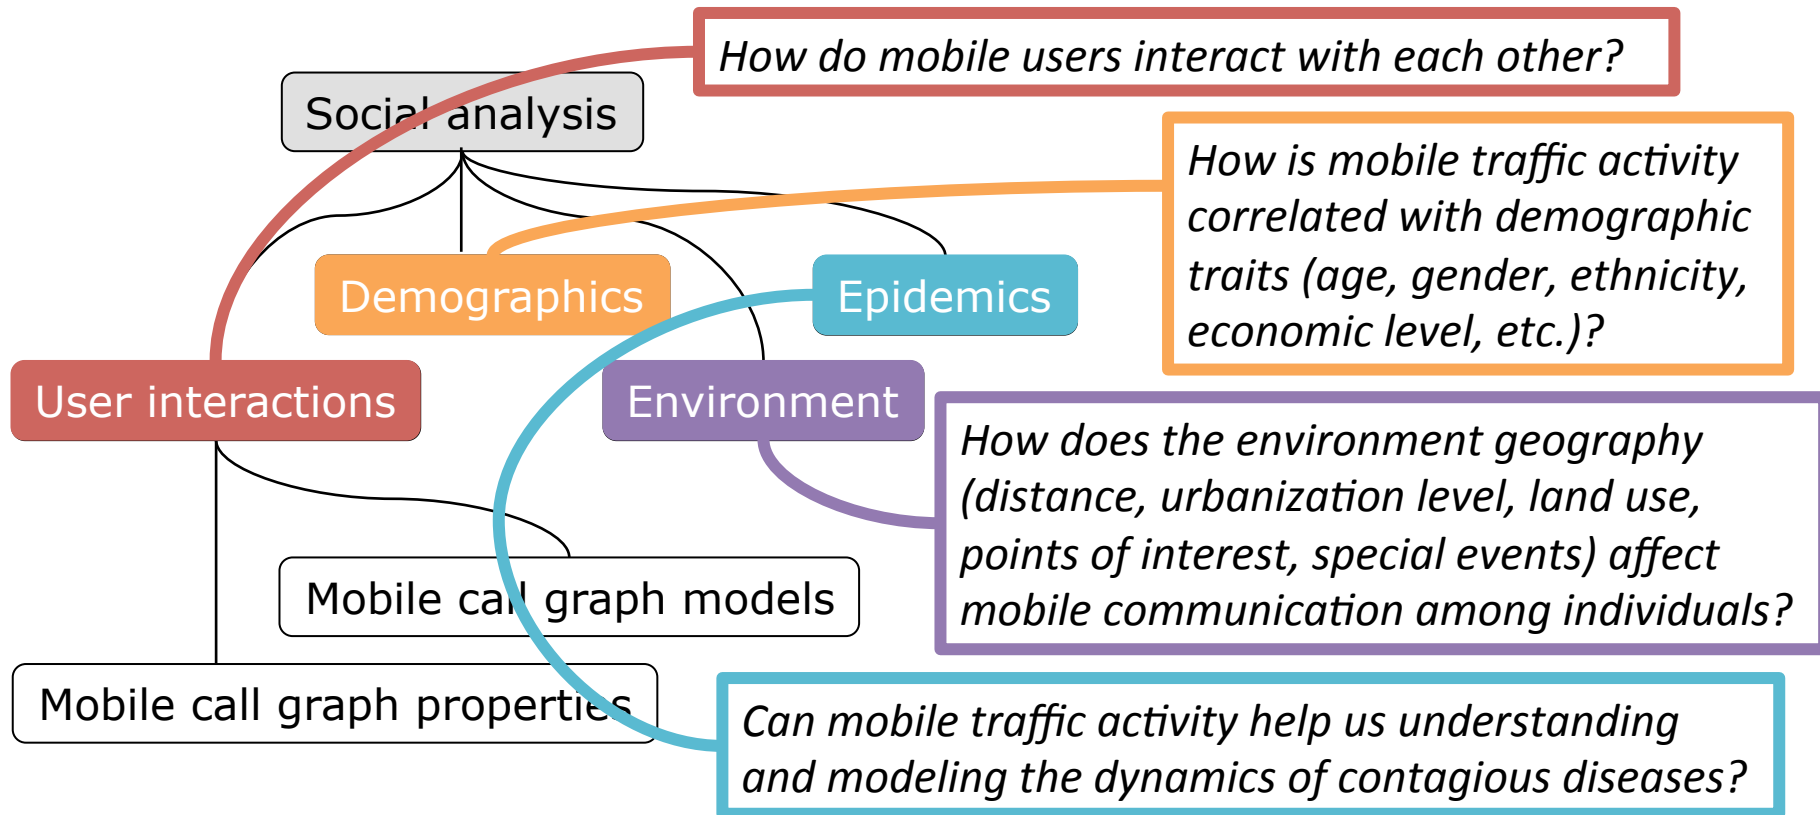 How do mobile users interact with each other?
Social analysis
How is mobile traffic activity
correlated with demographic
traits (age, gender, ethnicity,
economic level, etc.)?
Demographics
Epidemics
User interactions
Environment
How does the environment geography
(distance, urbanization level, land use,
points of interest, special events) affect
mobile communication among individuals?
Mobile call graph models
Mobile call graph properties
Can mobile traffic activity help us understanding
and modeling the dynamics of contagious diseases?